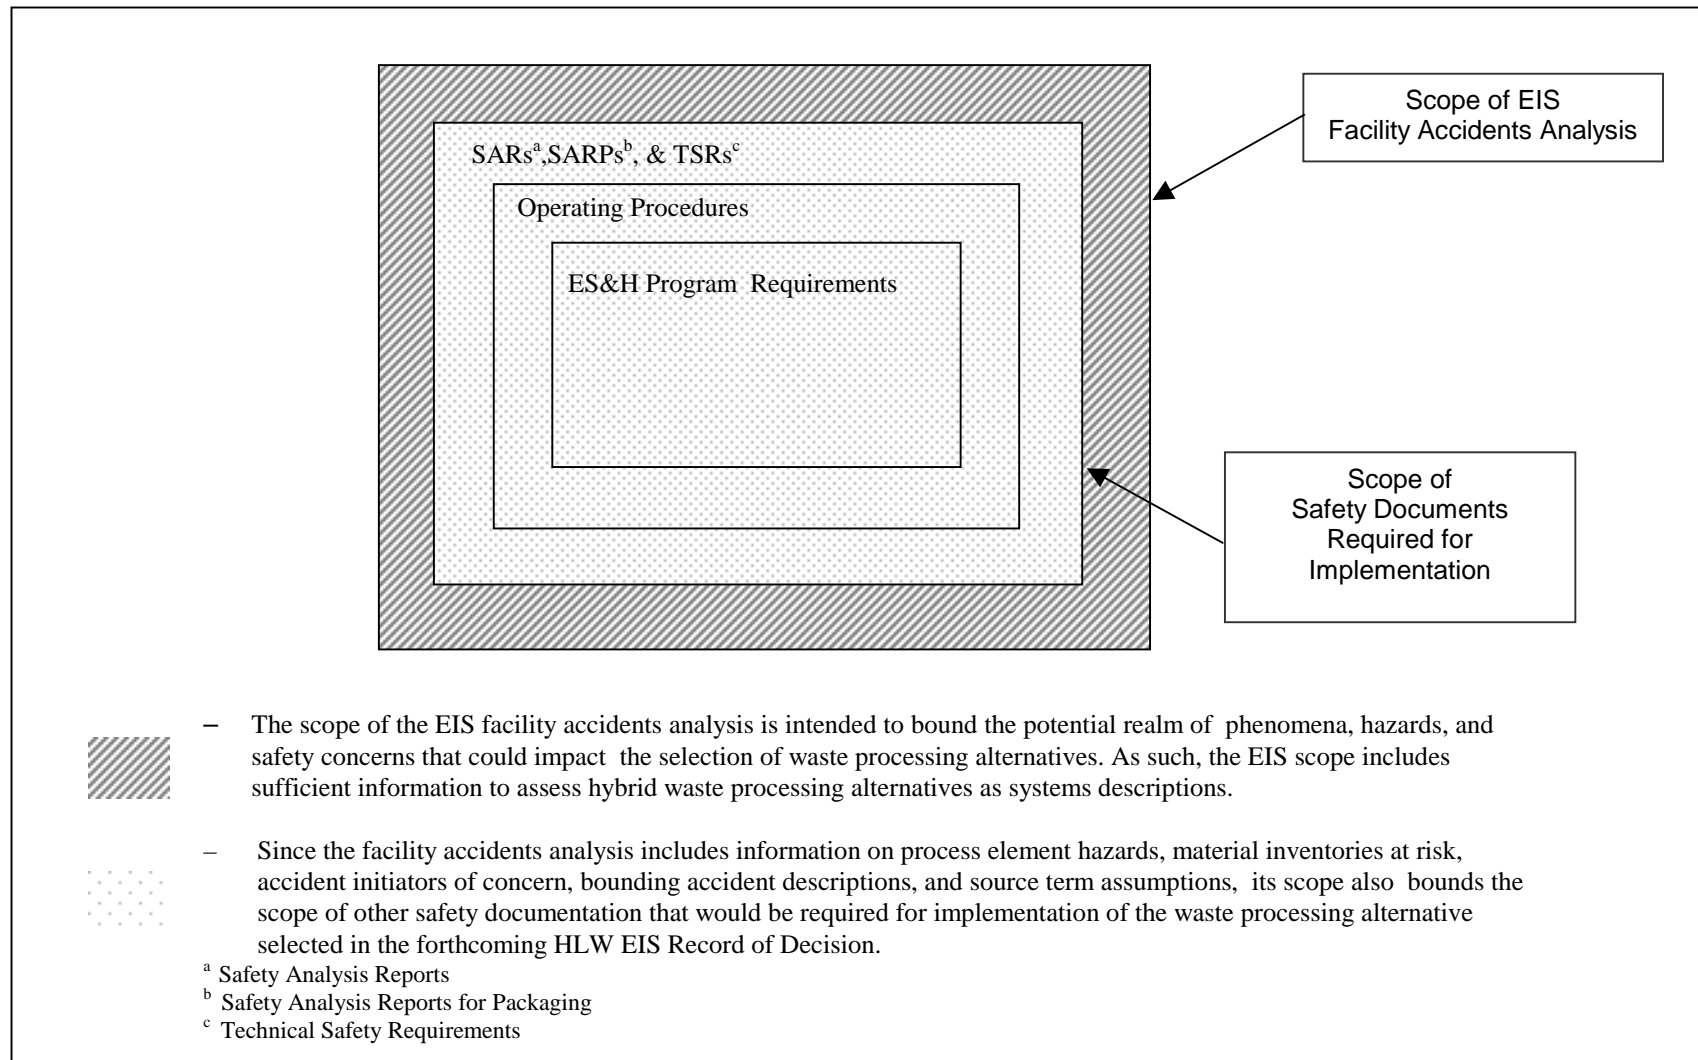 Scope of EIS
Facility Accidents Analysis
SARsᵃ,SARPsᵇ, & TSRsᶜ
Operating Procedures
ES&H Program Requirements
Scope of
Safety Documents
Required for
Implementation
– The scope of the EIS facility accidents analysis is intended to bound the potential realm of phenomena, hazards, and
safety concerns that could impact the selection of waste processing alternatives. As such, the EIS scope includes
sufficient information to assess hybrid waste processing alternatives as systems descriptions.
– Since the facility accidents analysis includes information on process element hazards, material inventories at risk,
accident initiators of concern, bounding accident descriptions, and source term assumptions, its scope also bounds the
scope of other safety documentation that would be required for implementation of the waste processing alternative
selected in the forthcoming HLW EIS Record of Decision.
ᵃ Safety Analysis Reports
ᵇ Safety Analysis Reports for Packaging
ᶜ Technical Safety Requirements